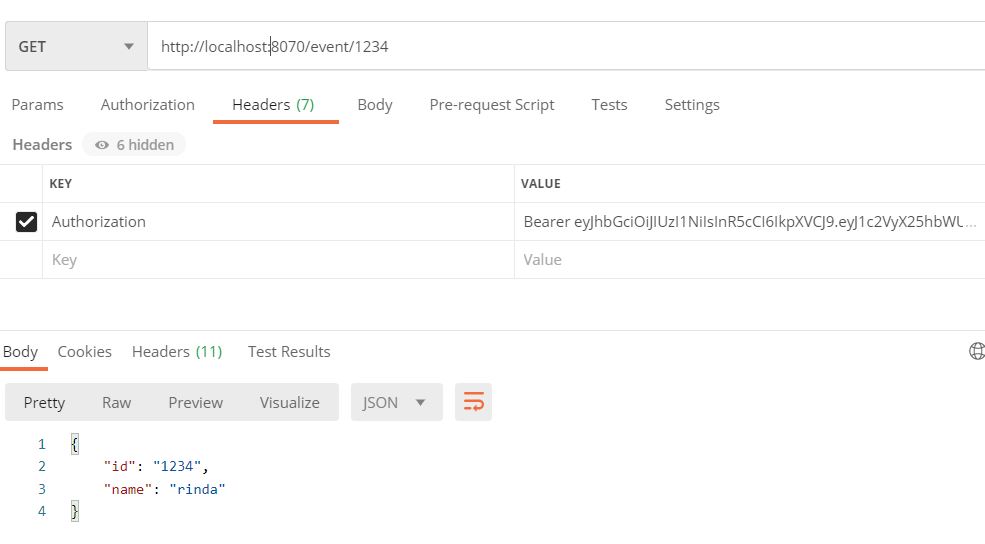 GET http://localhost:8070/event/1234
Params Authorization Headers (7) Body Pre-request Script Tests Settings
Headers 6 hidden
KEY VALUE
Authorization Bearer eyJhbGciOiJIUzI1NiIsInR5cCI6IkpXVCJ9.eyJ1c2VyX25hbWU...
Key Value
Body Cookies Headers (11) Test Results
Pretty Raw Preview Visualize JSON
1 {
2 "id": "1234",
3 "name": "rinda"
4 }